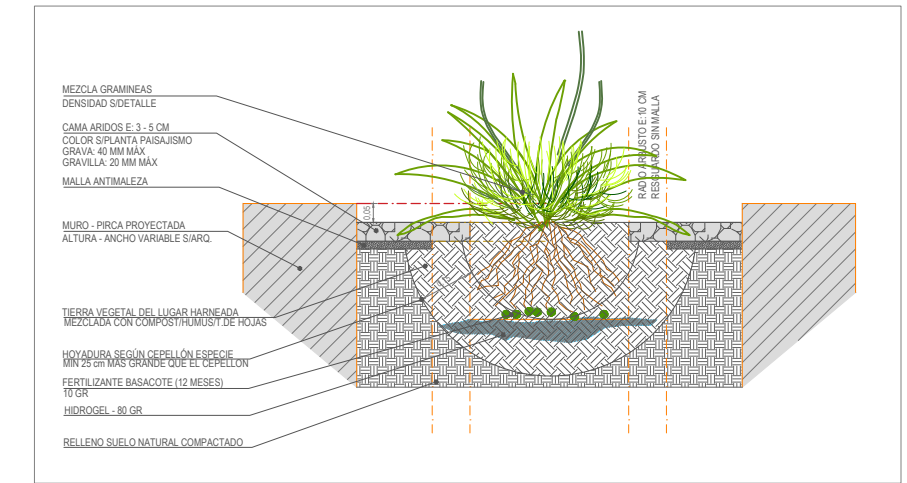 MEZCLA GRAMINEAS
DENSIDAD S/DETALLE
CAMA ARIDOS E: 3 - 5 CM
COLOR S/PLANTA PAISAJISMO
GRAVA: 40 MM MÁX
GRAVILLA: 20 MM MÁX
MALLA ANTIMALEZA
MURO - PIRCA PROYECTADA
ALTURA - ANCHO VARIABLE S/ARQ.
TIERRA VEGETAL DEL LUGAR HARNEADA
MEZCLADA CON COMPOST/HUMUS/T.DE HOJAS
HOYADURA SEGÚN CEPELLÓN ESPECIE
MIN 25 cm MÁS GRANDE QUE EL CEPELLON
FERTILIZANTE BASACOTE (12 MESES)
10 GR
HIDROGEL - 80 GR
RELLENO SUELO NATURAL COMPACTADO
0.05
RADIO ARBUSTO E:10 CM
RESGUARDO SIN MALLA